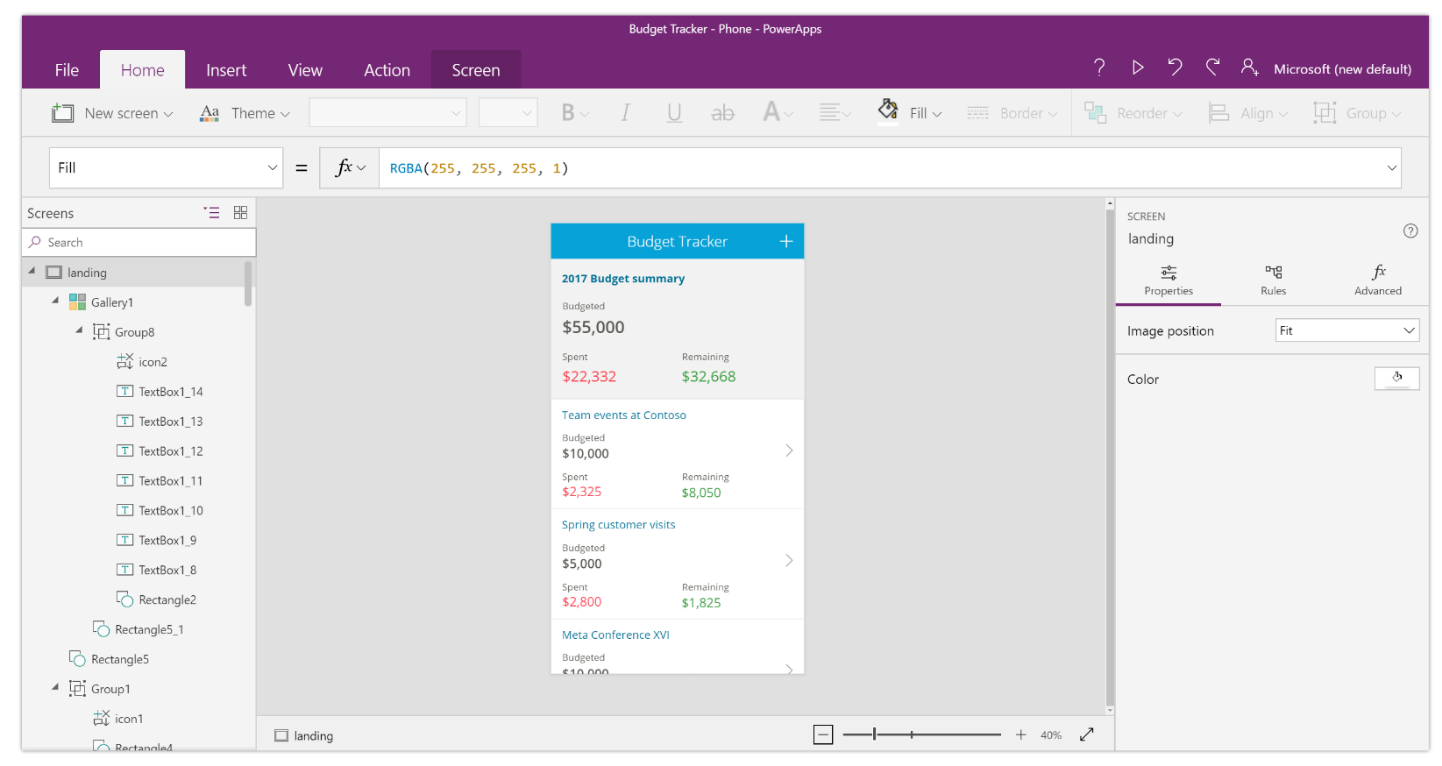 Budget Tracker - Phone - PowerApps
File Home Insert View Action Screen ? Microsoft (new default)
New screen Aa Theme B I U ab A Fill Border Reorder Align Group
Fill = fx RGBA(255, 255, 255, 1)
Screens
Search
landing
Gallery1
Group8
icon2
TextBox1_14
TextBox1_13
TextBox1_12
TextBox1_11
TextBox1_10
TextBox1_9
TextBox1_8
Rectangle2
Rectangle5_1
Rectangle5
Group1
icon1
Rectangle4
Budget Tracker +
2017 Budget summary
Budgeted
$55,000
Spent Remaining
$22,332 $32,668
Team events at Contoso
Budgeted
$10,000
Spent Remaining
$2,325 $8,050
Spring customer visits
Budgeted
$5,000
Spent Remaining
$2,800 $1,825
Meta Conference XVI
Budgeted
$10,000
landing 40%
SCREEN
landing
?
fx
Properties Rules Advanced
Image position Fit
Color